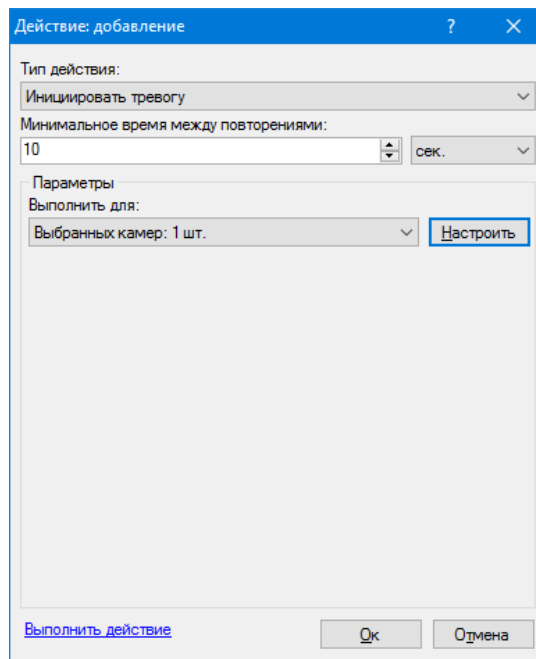 Действие: добавление ?
Тип действия:
Инициировать тревогу
Минимальное время между повторениями:
10 сек.
Параметры
Выполнить для:
Выбранных камер: 1 шт. Настроить
Выполнить действие Ок Отмена